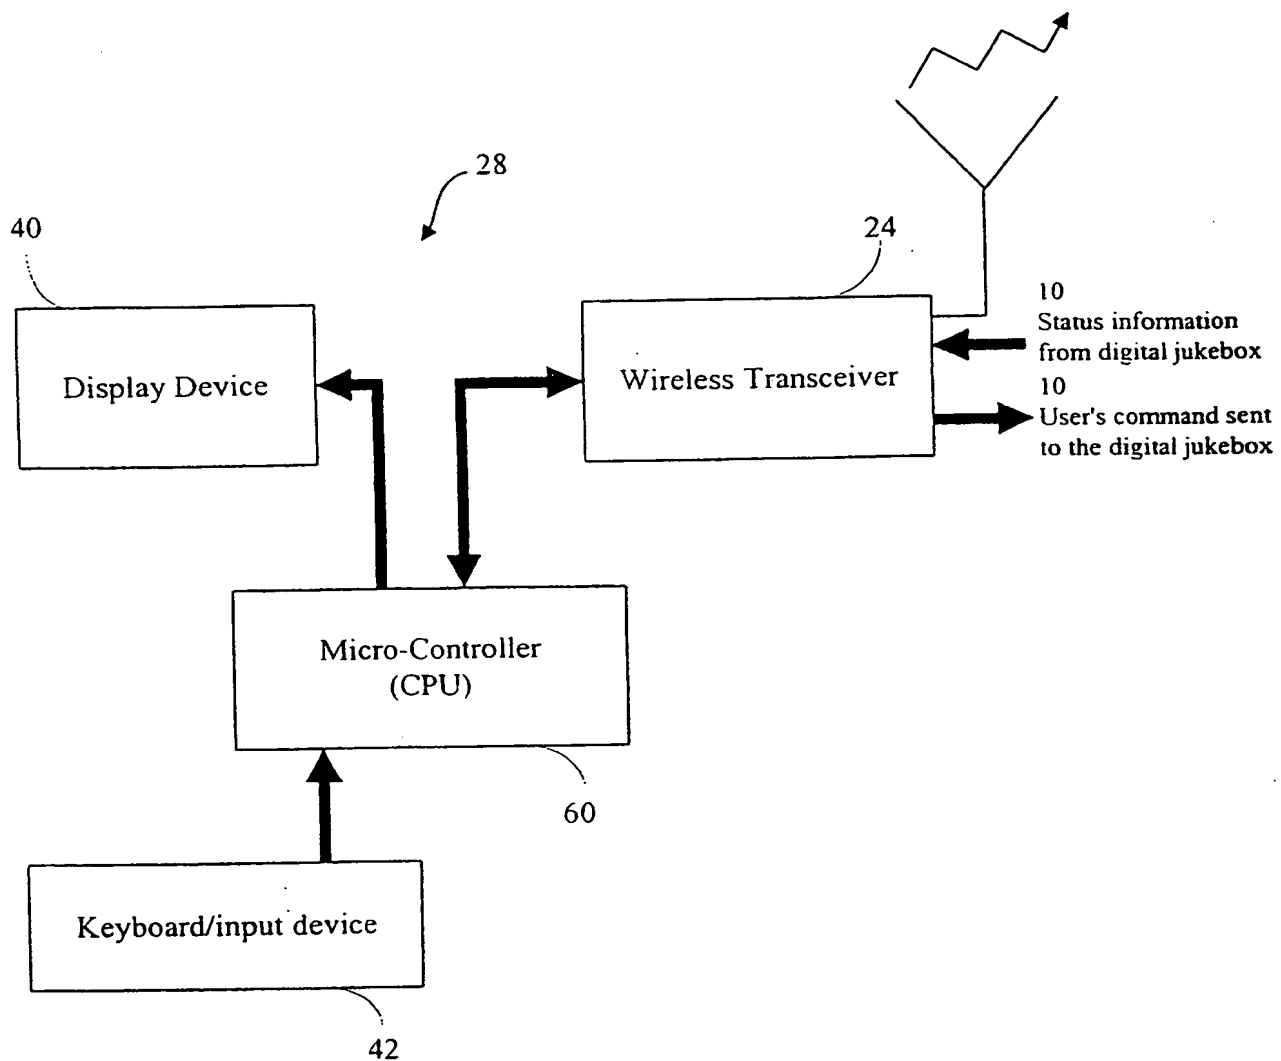 28
40
24
10
Status information
from digital jukebox
Display Device
Wireless Transceiver
10
User's command sent
to the digital jukebox
Micro-Controller
(CPU)
60
Keyboard/input device
42